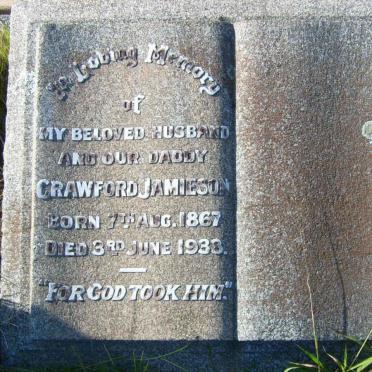 In Loving Memory
of
MY BELOVED HUSBAND
AND OUR DADDY
CRAWFORD JAMIESON
BORN 7TH AUG. 1867
DIED 3RD JUNE 1933.
"FOR GOD TOOK HIM."